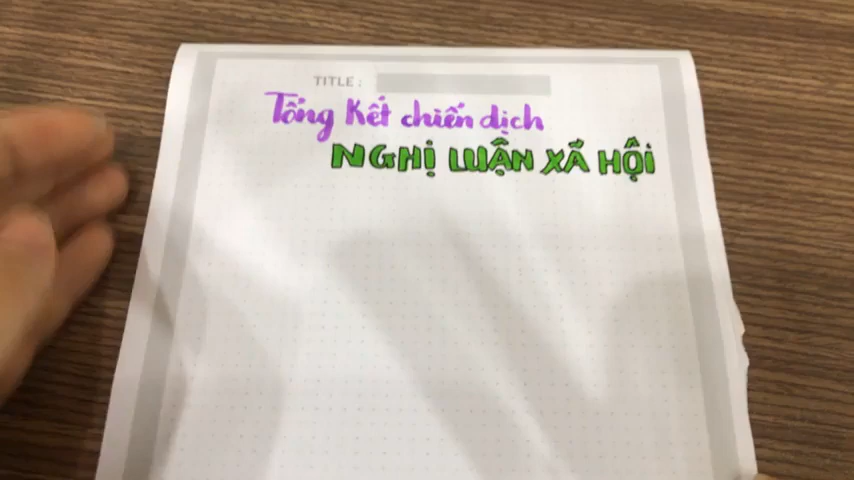 TITLE :
Tổng kết chiến dịch
NGHỊ LUẬN XÃ HỘI